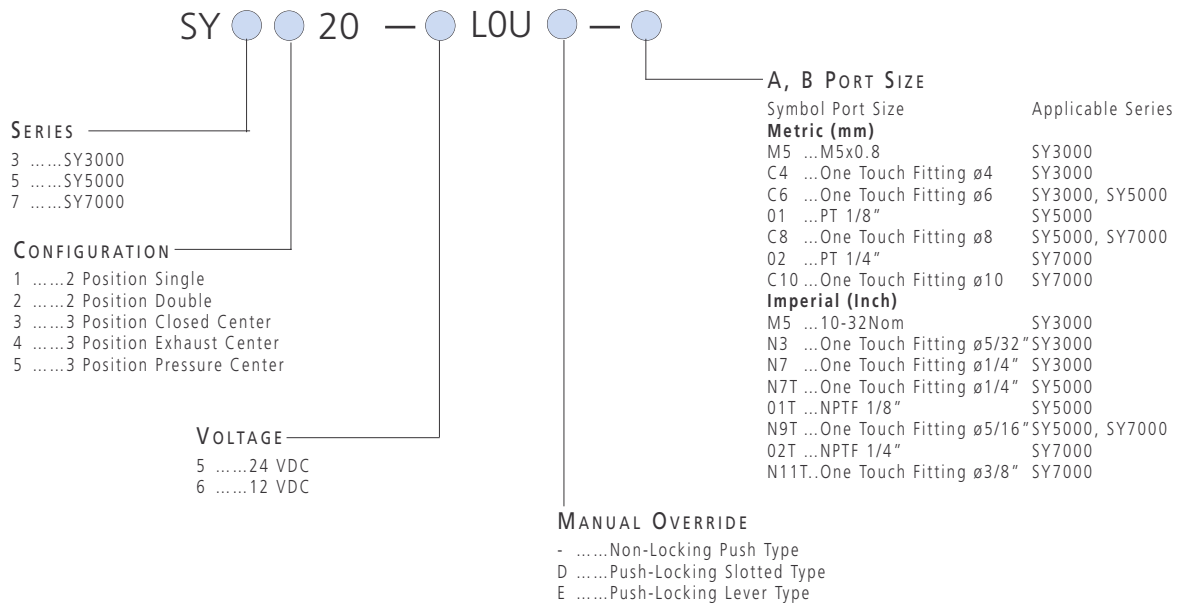 SY 20 — L0U —
SERIES
3 ......SY3000
5 ......SY5000
7 ......SY7000
CONFIGURATION
1 ......2 Position Single
2 ......2 Position Double
3 ......3 Position Closed Center
4 ......3 Position Exhaust Center
5 ......3 Position Pressure Center
VOLTAGE
5 ......24 VDC
6 ......12 VDC
MANUAL OVERRIDE
- ......Non-Locking Push Type
D ......Push-Locking Slotted Type
E ......Push-Locking Lever Type
A, B PORT SIZE
Symbol Port Size Applicable Series
Metric (mm)
M5 ...M5x0.8 SY3000
C4 ...One Touch Fitting ø4 SY3000
C6 ...One Touch Fitting ø6 SY3000, SY5000
01 ...PT 1/8” SY5000
C8 ...One Touch Fitting ø8 SY5000, SY7000
02 ...PT 1/4” SY7000
C10 ...One Touch Fitting ø10 SY7000
Imperial (Inch)
M5 ...10-32Nom SY3000
N3 ...One Touch Fitting ø5/32” SY3000
N7 ...One Touch Fitting ø1/4” SY3000
N7T ...One Touch Fitting ø1/4” SY5000
01T ...NPTF 1/8” SY5000
N9T ...One Touch Fitting ø5/16” SY5000, SY7000
02T ...NPTF 1/4” SY7000
N11T..One Touch Fitting ø3/8” SY7000